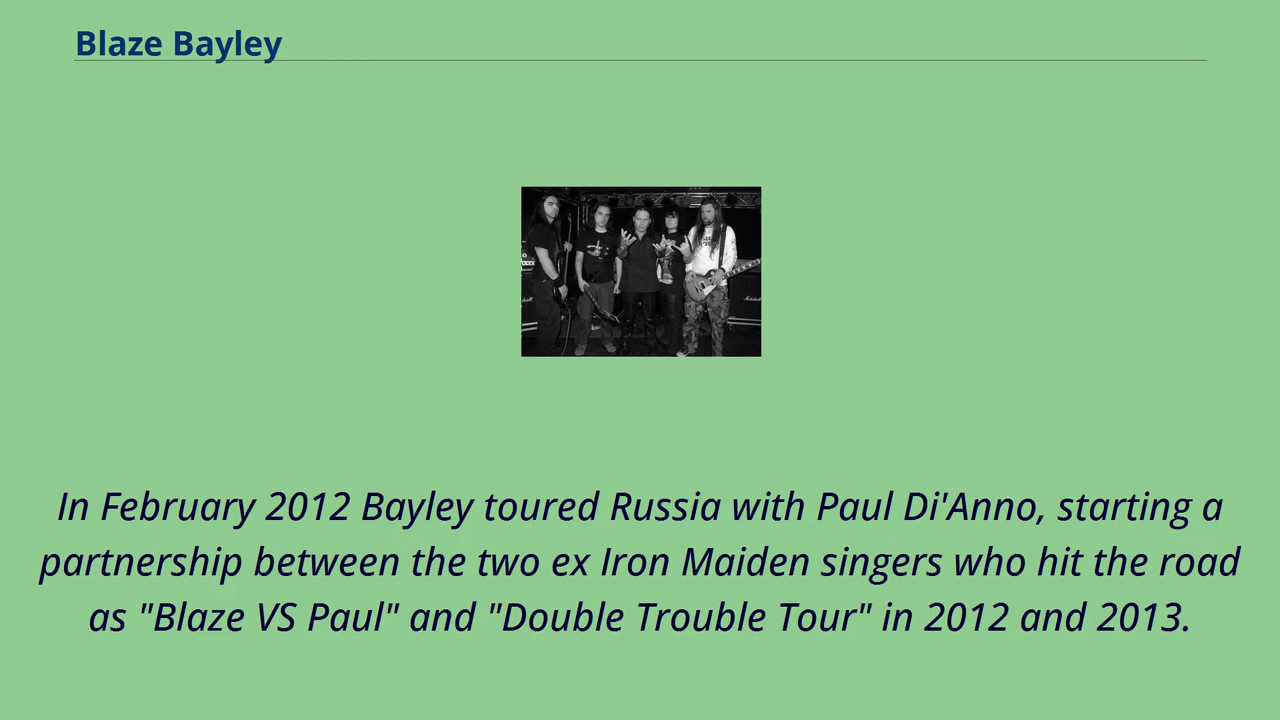 Blaze Bayley
In February 2012 Bayley toured Russia with Paul Di'Anno, starting a
partnership between the two ex Iron Maiden singers who hit the road
as "Blaze VS Paul" and "Double Trouble Tour" in 2012 and 2013.